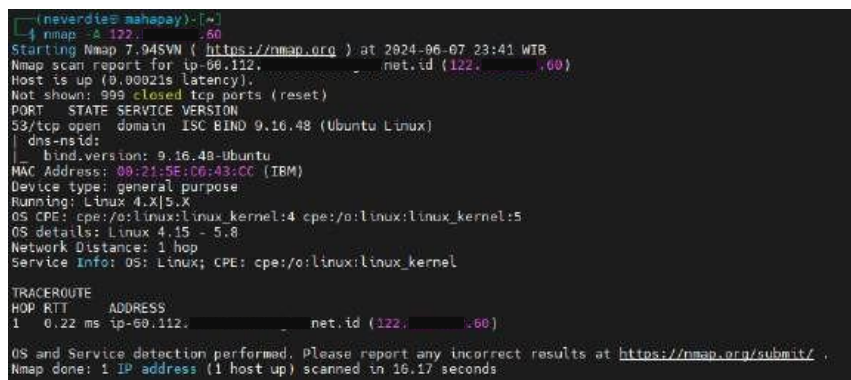 (neverdie㉿mahapay)-[~]
$ nmap -A 122. .60
Starting Nmap 7.94SVN ( https://nmap.org ) at 2024-06-07 23:41 WIB
Nmap scan report for ip-60.112. net.id (122. .60)
Host is up (0.00021s latency).
Not shown: 999 closed tcp ports (reset)
PORT STATE SERVICE VERSION
53/tcp open domain ISC BIND 9.16.48 (Ubuntu Linux)
| dns-nsid:
|_ bind.version: 9.16.48-Ubuntu
MAC Address: 00:21:5E:C6:43:CC (IBM)
Device type: general purpose
Running: Linux 4.X|5.X
OS CPE: cpe:/o:linux:linux_kernel:4 cpe:/o:linux:linux_kernel:5
OS details: Linux 4.15 - 5.8
Network Distance: 1 hop
Service Info: OS: Linux; CPE: cpe:/o:linux:linux_kernel
TRACEROUTE
HOP RTT ADDRESS
1 0.22 ms ip-60.112. net.id (122. .60)
OS and Service detection performed. Please report any incorrect results at https://nmap.org/submit/ .
Nmap done: 1 IP address (1 host up) scanned in 16.17 seconds